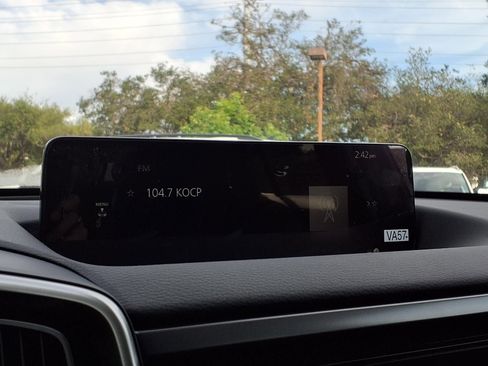 FM
2:42pm
☆ 104.7 KOCP
MENU
VA57